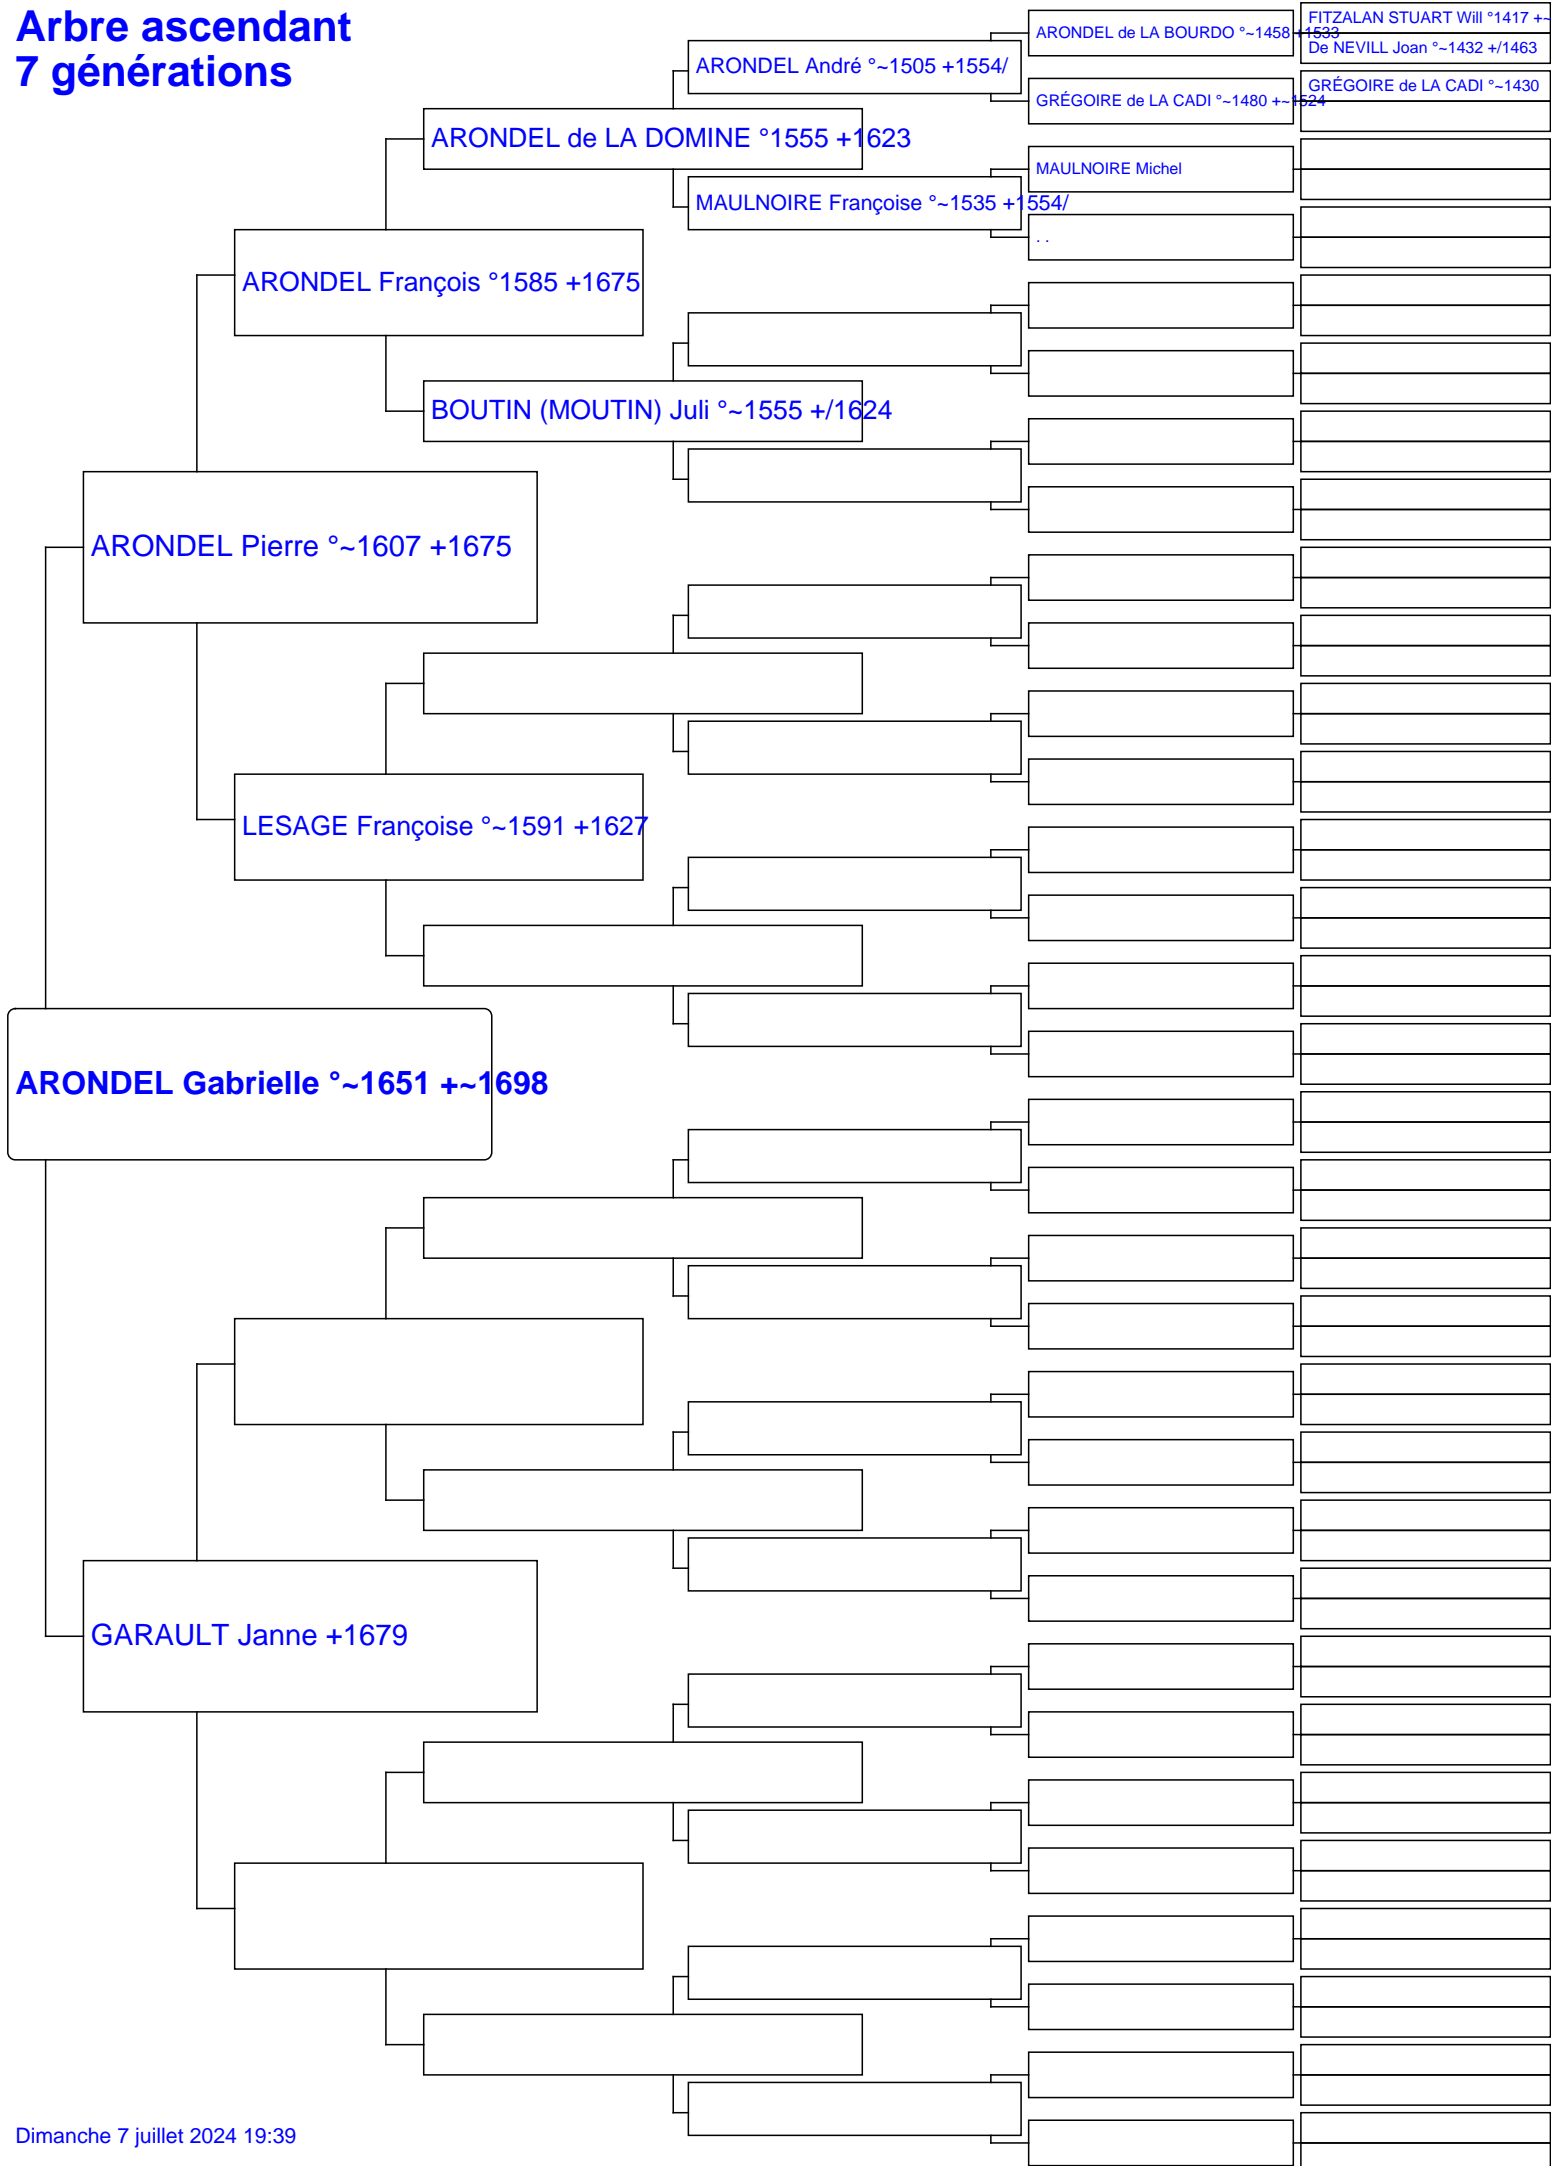 Arbre ascendant
7 générations
FITZALAN STUART Will °1417 +~
ARONDEL de LA BOURDO °~1458 +1533
De NEVILL Joan °~1432 +/1463
ARONDEL André °~1505 +1554/
GRÉGOIRE de LA CADI °~1430
GRÉGOIRE de LA CADI °~1480 +~1524
ARONDEL de LA DOMINE °1555 +1623
MAULNOIRE Michel
MAULNOIRE Françoise °~1535 +1554/
. .
ARONDEL François °1585 +1675
BOUTIN (MOUTIN) Juli °~1555 +/1624
ARONDEL Pierre °~1607 +1675
LESAGE Françoise °~1591 +1627
ARONDEL Gabrielle °~1651 +~1698
GARAULT Janne +1679
Dimanche 7 juillet 2024 19:39